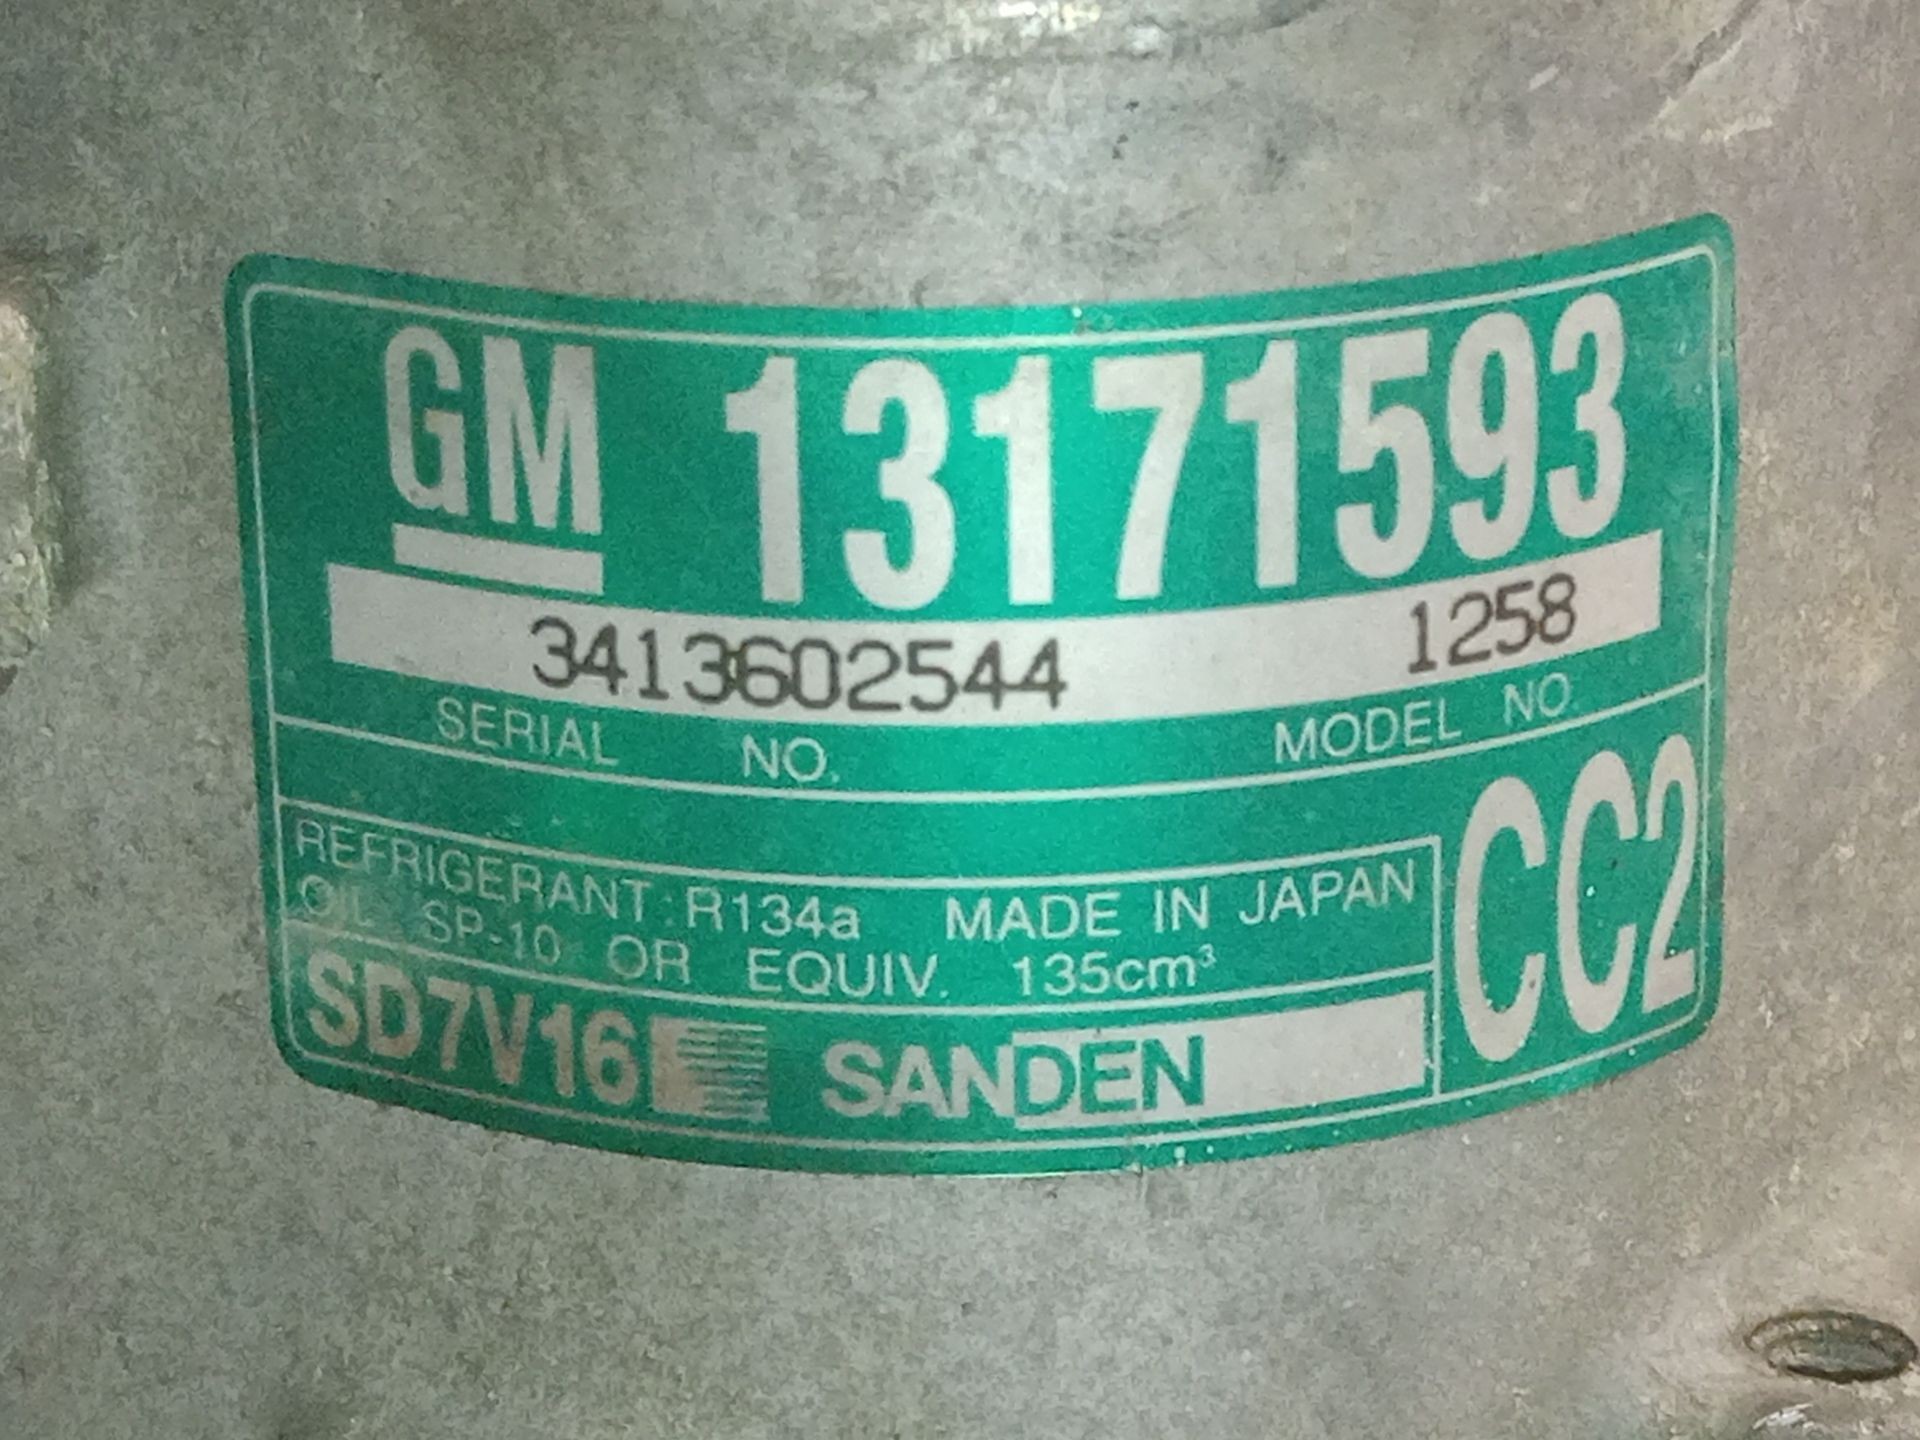 GM 13171593
3413602544 1258
SERIAL NO. MODEL NO.
REFRIGERANT : R134a MADE IN JAPAN
OIL SP-10 OR EQUIV. 135cm³
SD7V16 SANDEN
CC2